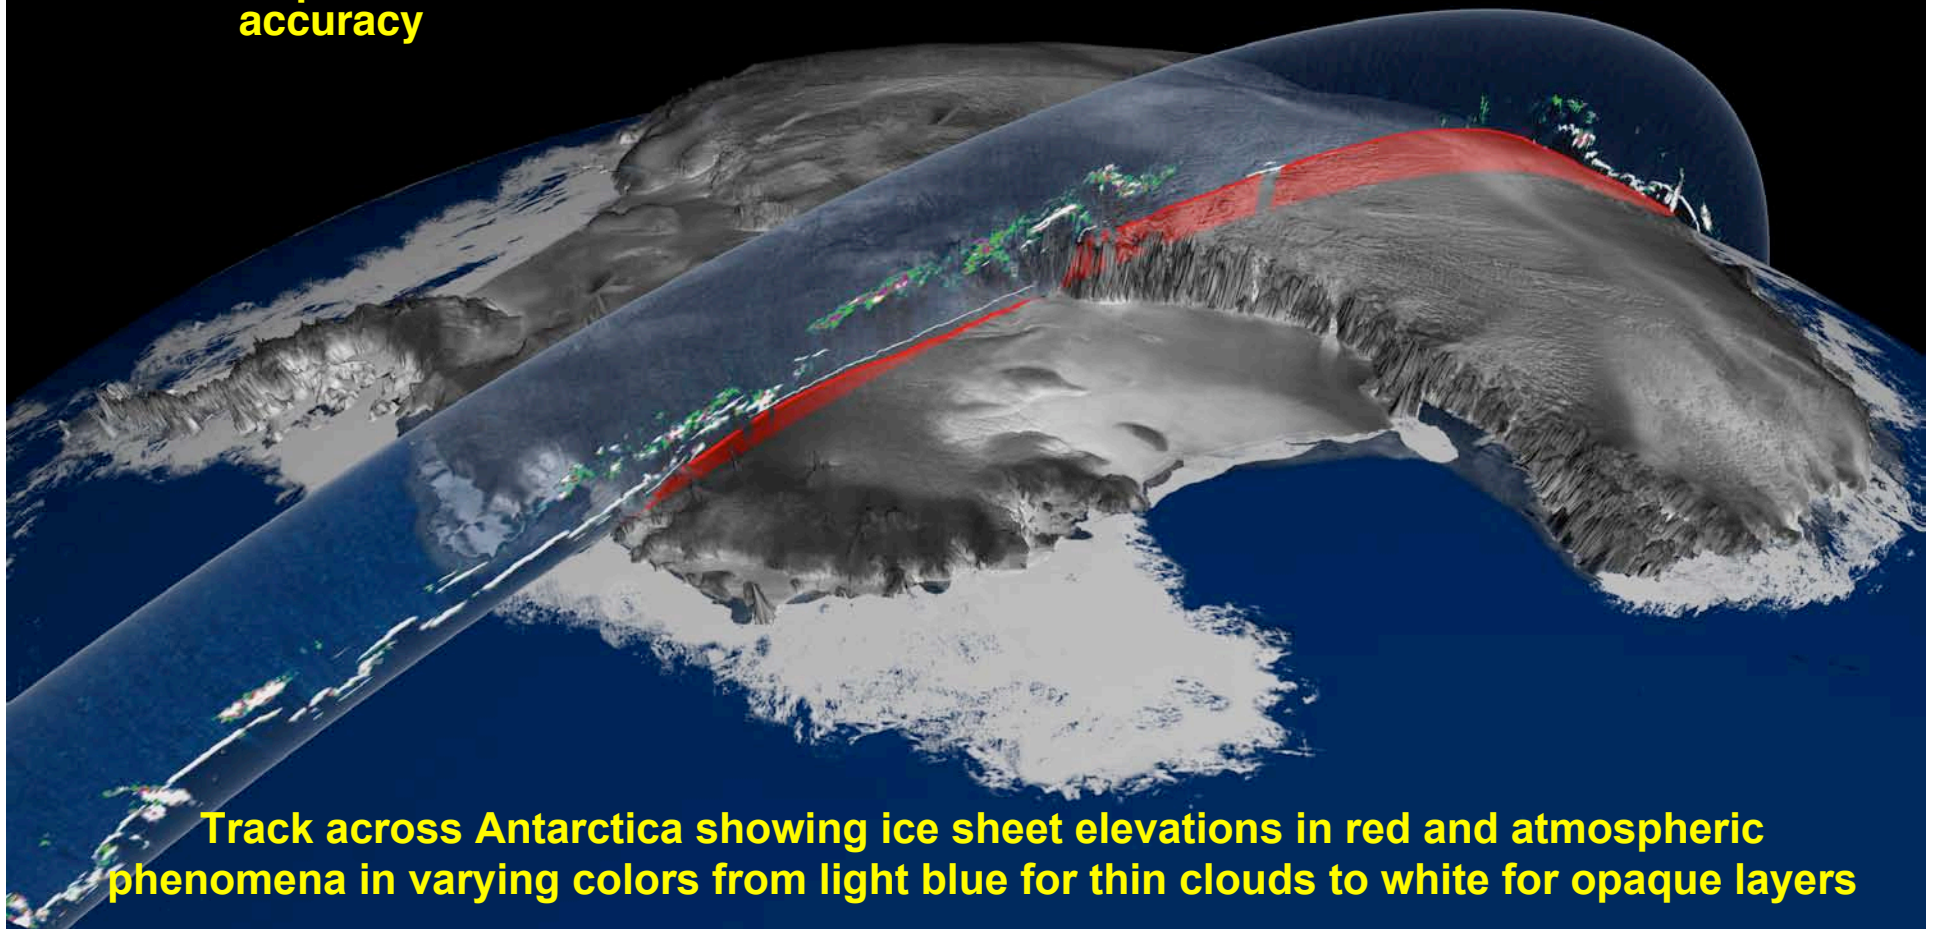 accuracy
Track across Antarctica showing ice sheet elevations in red and atmospheric
phenomena in varying colors from light blue for thin clouds to white for opaque layers